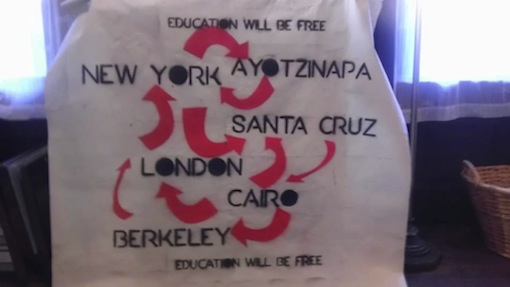 EDUCATION WILL BE FREE
NEW YORK
AYOTZINAPA
SANTA CRUZ
LONDON
CAIRO
BERKELEY
EDUCATION WILL BE FREE